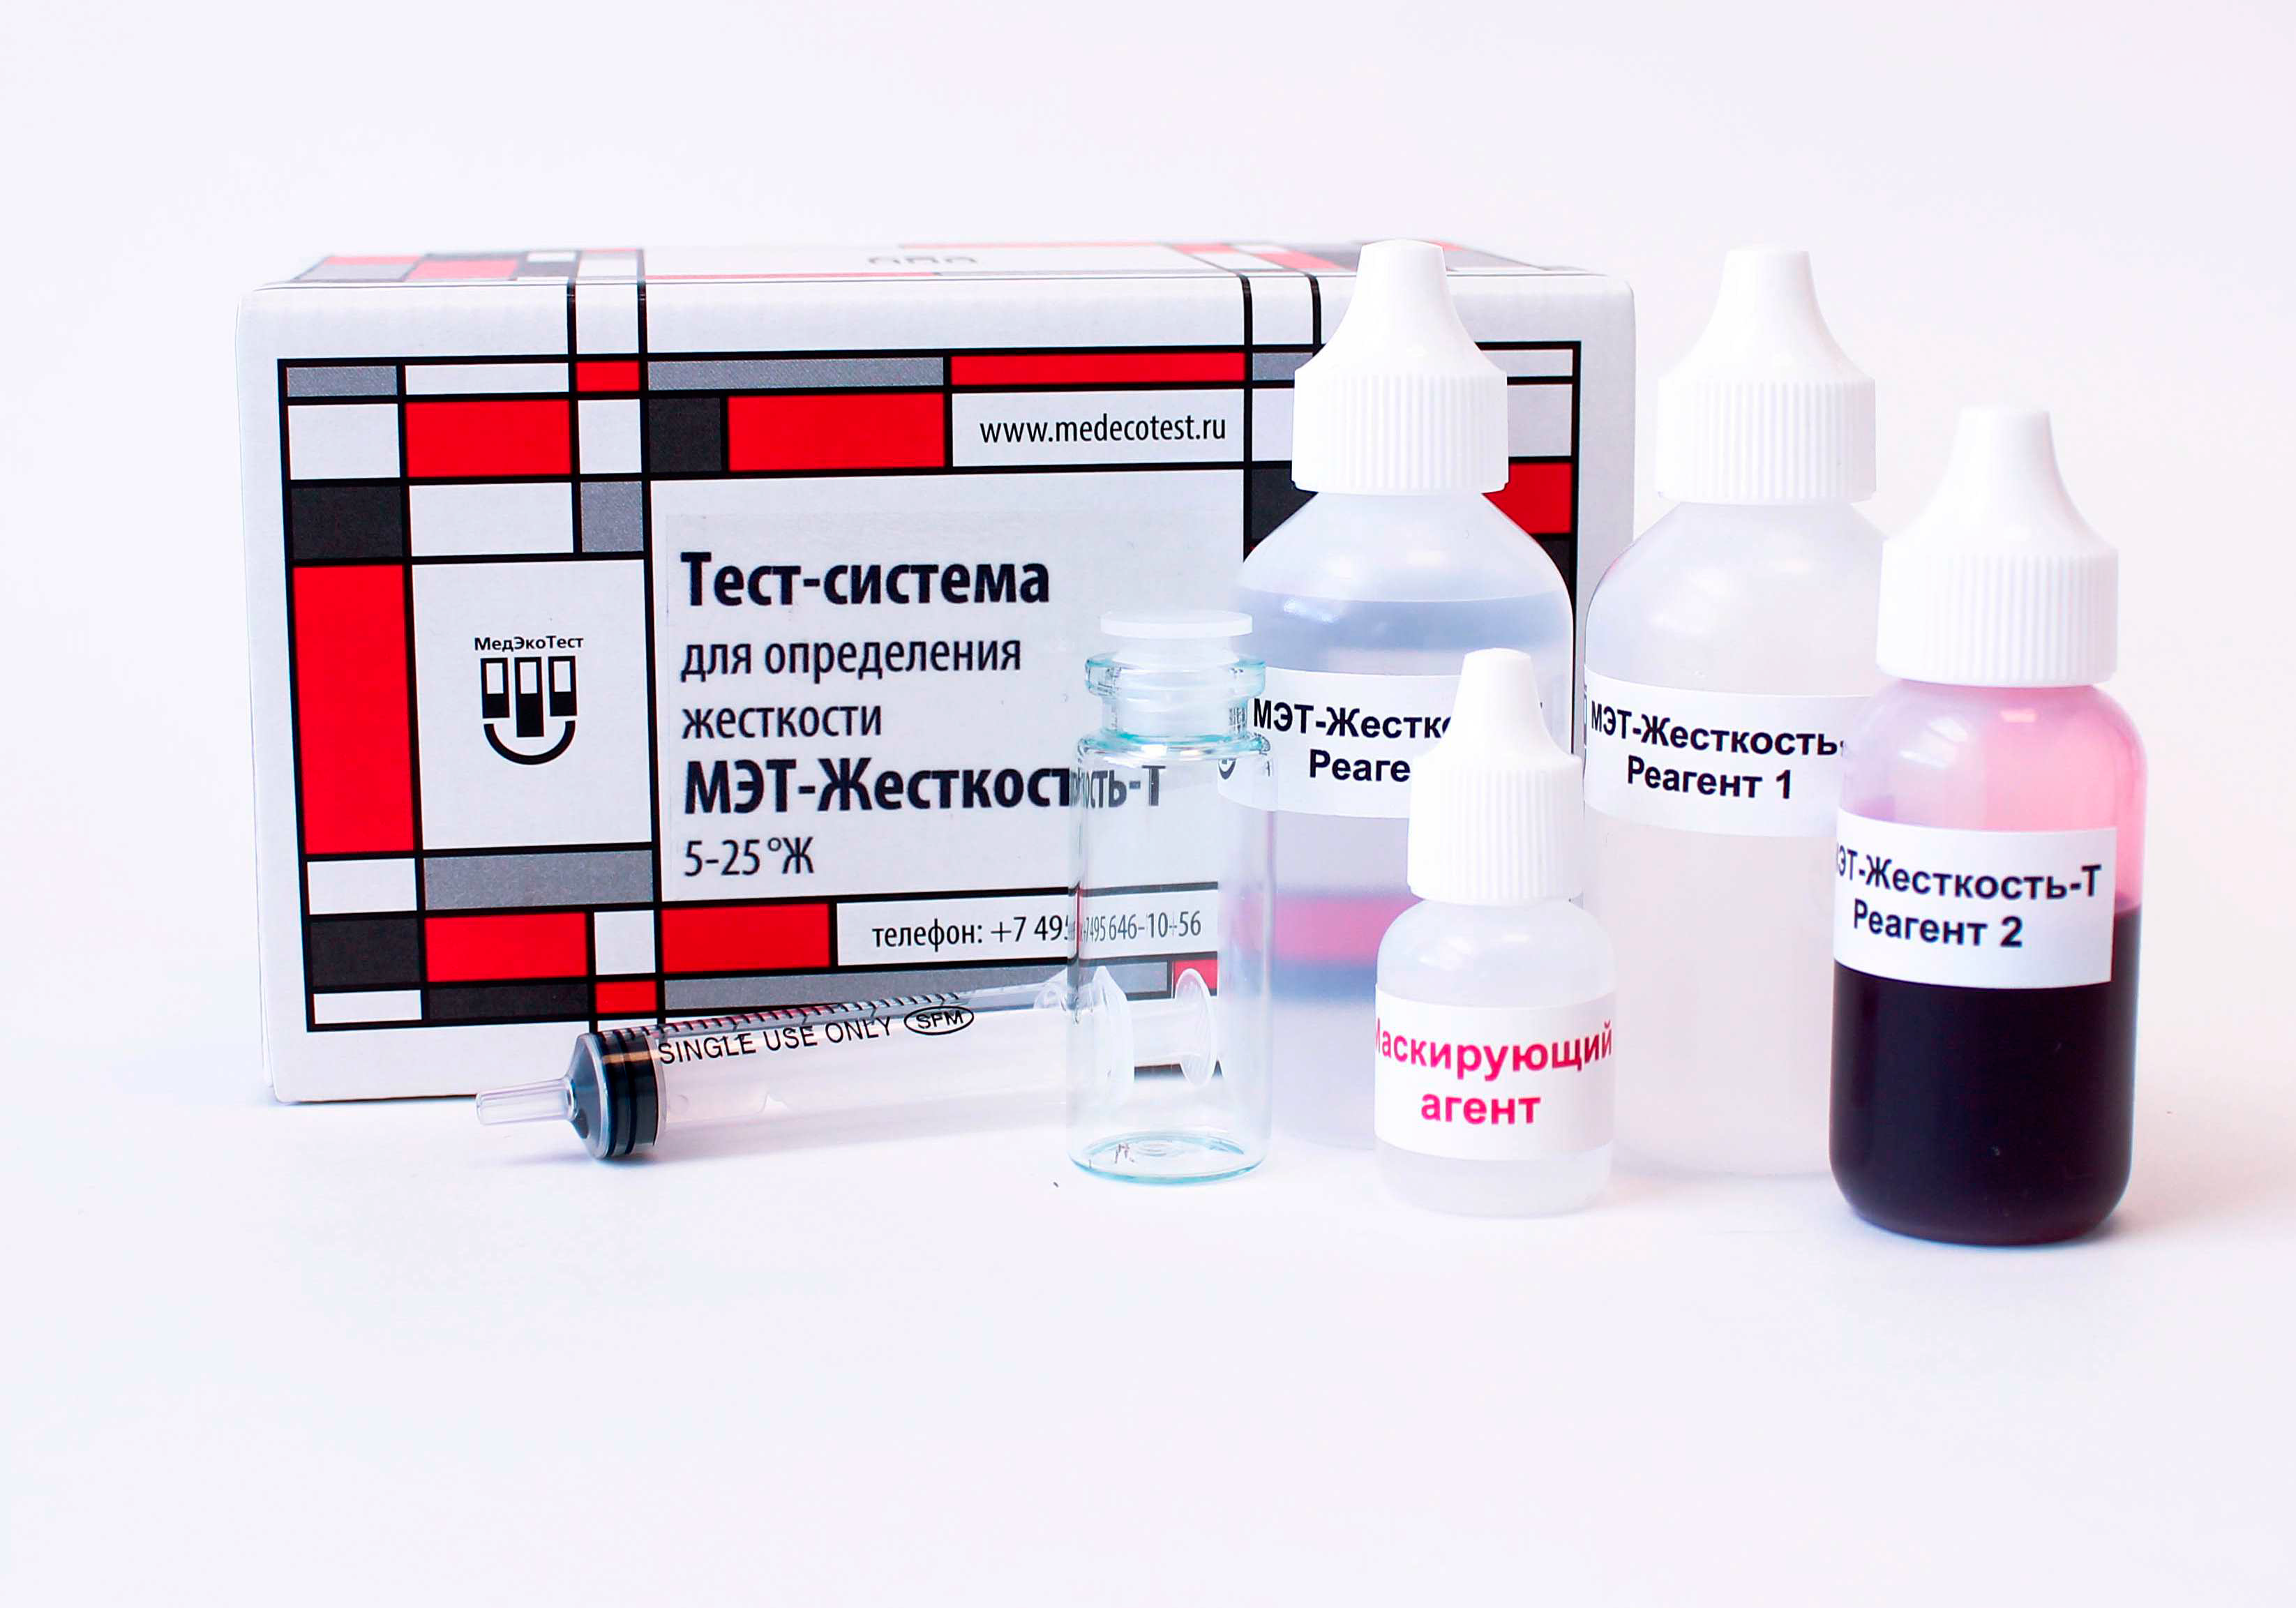 www.medecotest.ru
Тест-система
для определения
жесткости
МЭТ-Жесткость-Т
5-25°Ж
МедЭкоТест
телефон: +7 495 646-10-56
SINGLE USE ONLY SFM
МЭТ-Жестко
Реаге
Маскирующий
агент
МЭТ-Жесткость-
Реагент 1
МЭТ-Жесткость-Т
Реагент 2